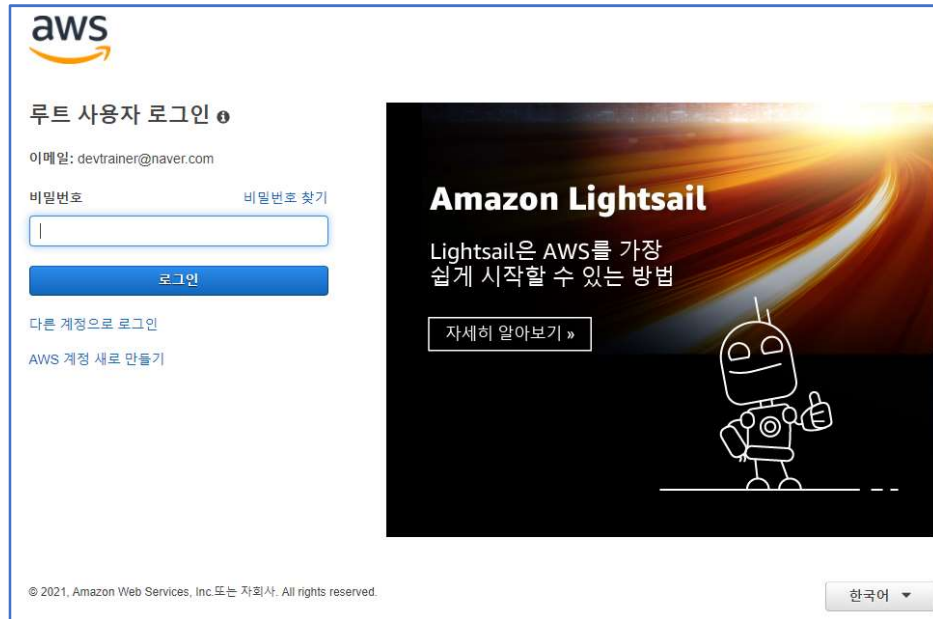 aws
루트 사용자 로그인
이메일: devtrainer@naver.com
비밀번호 비밀번호 찾기
로그인
다른 계정으로 로그인
AWS 계정 새로 만들기
Amazon Lightsail
Lightsail은 AWS를 가장
쉽게 시작할 수 있는 방법
자세히 알아보기 »
© 2021, Amazon Web Services, Inc.또는 자회사. All rights reserved.
한국어